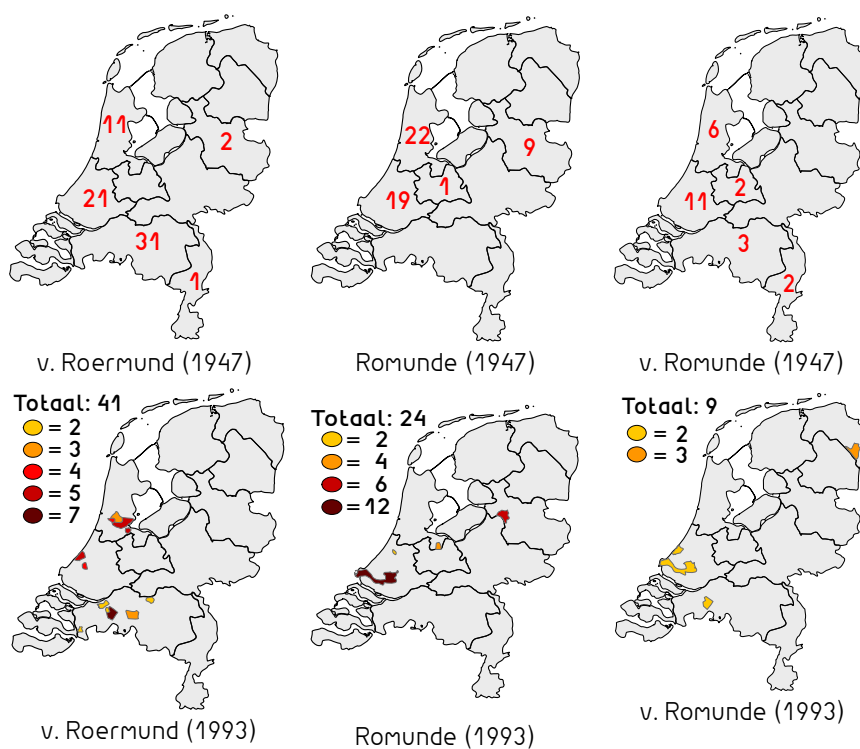 11
2
21
31
1
v. Roermund (1947)
22
9
1
19
Romunde (1947)
6
2
11
3
2
v. Romunde (1947)
Totaal: 41
= 2
= 3
= 4
= 5
= 7
v. Roermund (1993)
Totaal: 24
= 2
= 4
= 6
=12
Romunde (1993)
Totaal: 9
= 2
= 3
v. Romunde (1993)